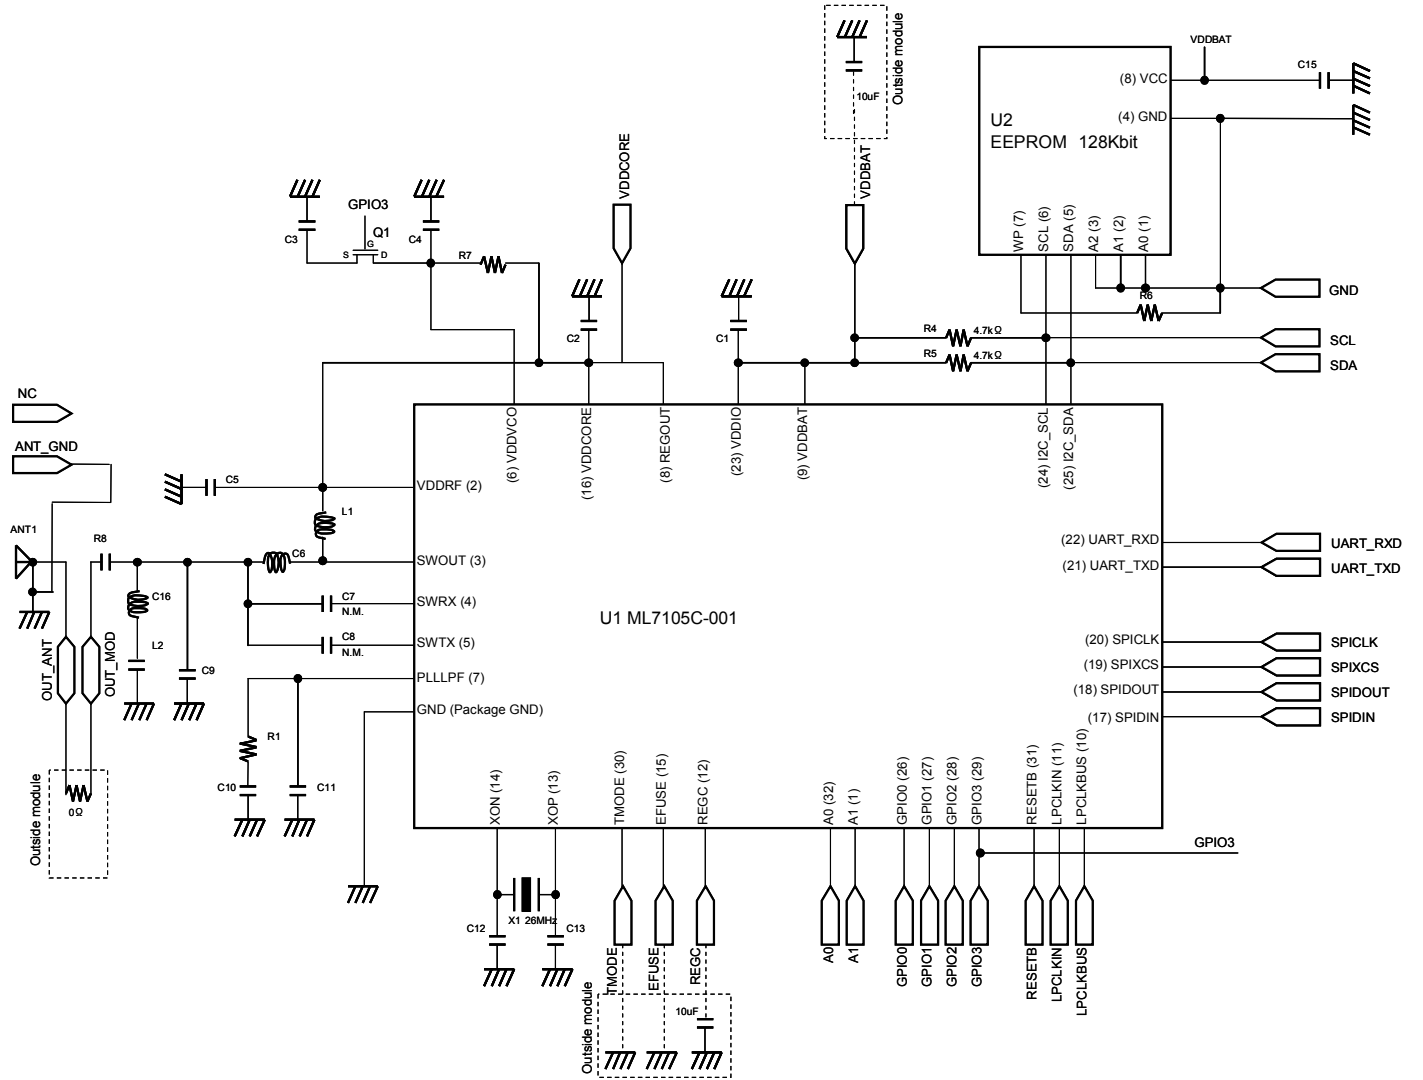 Outside module
10uF
VDDBAT
VDDCORE
VDDBAT
C15
(8) VCC
(4) GND
U2
EEPROM 128Kbit
WP (7)
SCL (6)
SDA (5)
A2 (3)
A1 (2)
A0 (1)
GPIO3
Q1
G
S
D
C3
C4
R7
C2
C1
R6
R4
4.7kΩ
R5
4.7kΩ
GND
SCL
SDA
NC
ANT_GND
ANT1
(6) VDDVCO
(16) VDDCORE
(8) REGOUT
(23) VDDIO
(9) VDDBAT
(24) I2C_SCL
(25) I2C_SDA
C5
VDDRF (2)
L1
R8
C6
SWOUT (3)
C16
C7
N.M.
SWRX (4)
L2
C8
N.M.
SWTX (5)
C9
PLLLPF (7)
GND (Package GND)
U1 ML7105C-001
(22) UART_RXD
(21) UART_TXD
(20) SPICLK
(19) SPIXCS
(18) SPIDOUT
(17) SPIDIN
UART_RXD
UART_TXD
SPICLK
SPIXCS
SPIDOUT
SPIDIN
OUT_ANT
OUT_MOD
R1
C10
C11
0Ω
Outside module
XON (14)
XOP (13)
TMODE (30)
EFUSE (15)
REGC (12)
A0 (32)
A1 (1)
GPIO0 (26)
GPIO1 (27)
GPIO2 (28)
GPIO3 (29)
RESETB (31)
LPCLKIN (11)
LPCLKBUS (10)
GPIO3
X1 26MHz
C12
C13
TMODE
EFUSE
REGC
A0
A1
GPIO0
GPIO1
GPIO2
GPIO3
RESETB
LPCLKIN
LPCLKBUS
Outside module
10uF